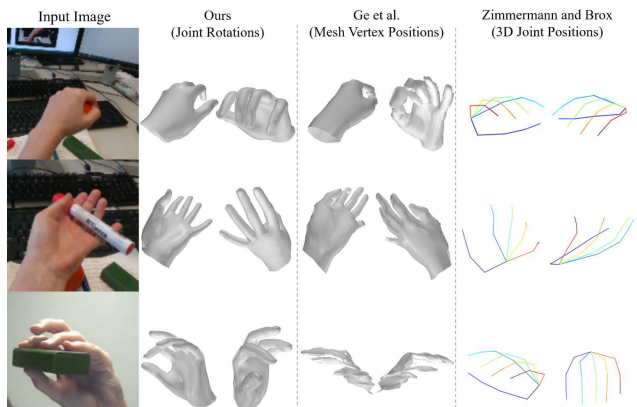 Input Image
Ours
(Joint Rotations)
Ge et al.
(Mesh Vertex Positions)
Zimmermann and Brox
(3D Joint Positions)